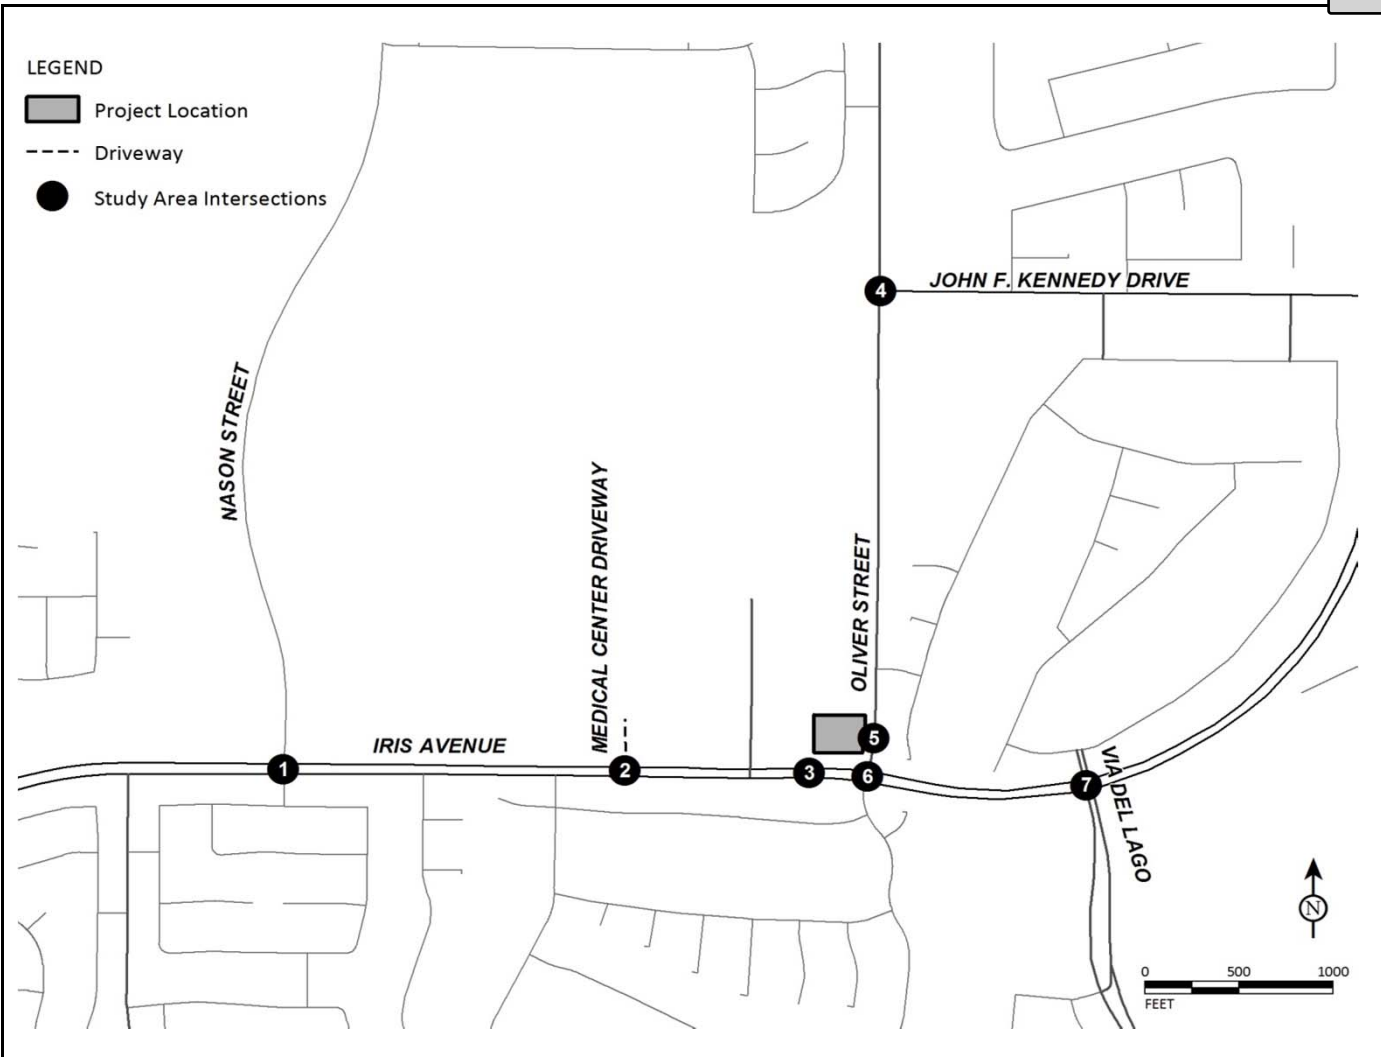 LEGEND
Project Location
Driveway
Study Area Intersections
4
JOHN F. KENNEDY DRIVE
NASON STREET
MEDICAL CENTER DRIVEWAY
OLIVER STREET
5
IRIS AVENUE
1
2
3
6
7
VIA DEL LAGO
N
0 500 1000
FEET